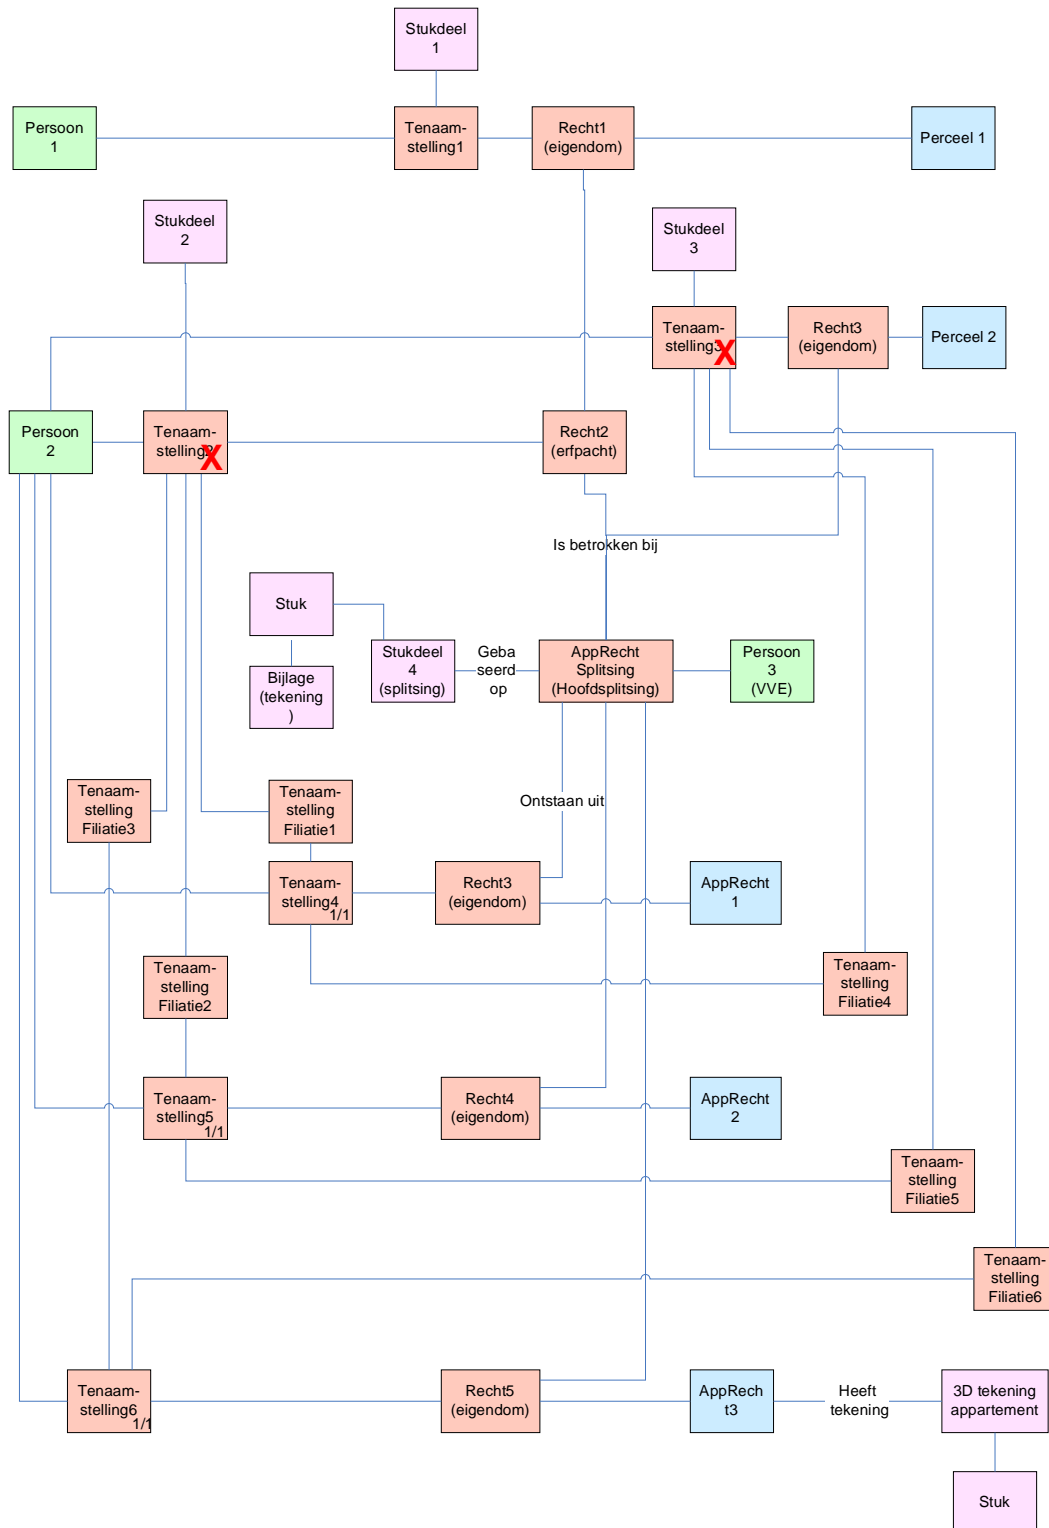 Stukdeel
1
Persoon
1
Tenaam-
stelling1
Recht1
(eigendom)
Perceel 1
Stukdeel
2
Stukdeel
3
Tenaam-
stelling3
X
Recht3
(eigendom)
Perceel 2
Persoon
2
Tenaam-
stelling2
X
Recht2
(erfpacht)
Is betrokken bij
Stuk
Bijlage
(tekening
)
Stukdeel
4
(splitsing)
Geba
seerd
op
AppRecht
Splitsing
(Hoofdsplitsing)
Persoon
3
(VVE)
Tenaam-
stelling
Filiatie3
Tenaam-
stelling
Filiatie1
Ontstaan uit
Tenaam-
stelling4
1/1
Recht3
(eigendom)
AppRecht
1
Tenaam-
stelling
Filiatie2
Tenaam-
stelling
Filiatie4
Tenaam-
stelling5
1/1
Recht4
(eigendom)
AppRecht
2
Tenaam-
stelling
Filiatie5
Tenaam-
stelling
Filiatie6
Tenaam-
stelling6
1/1
Recht5
(eigendom)
AppRech
t3
Heeft
tekening
3D tekening
appartement
Stuk